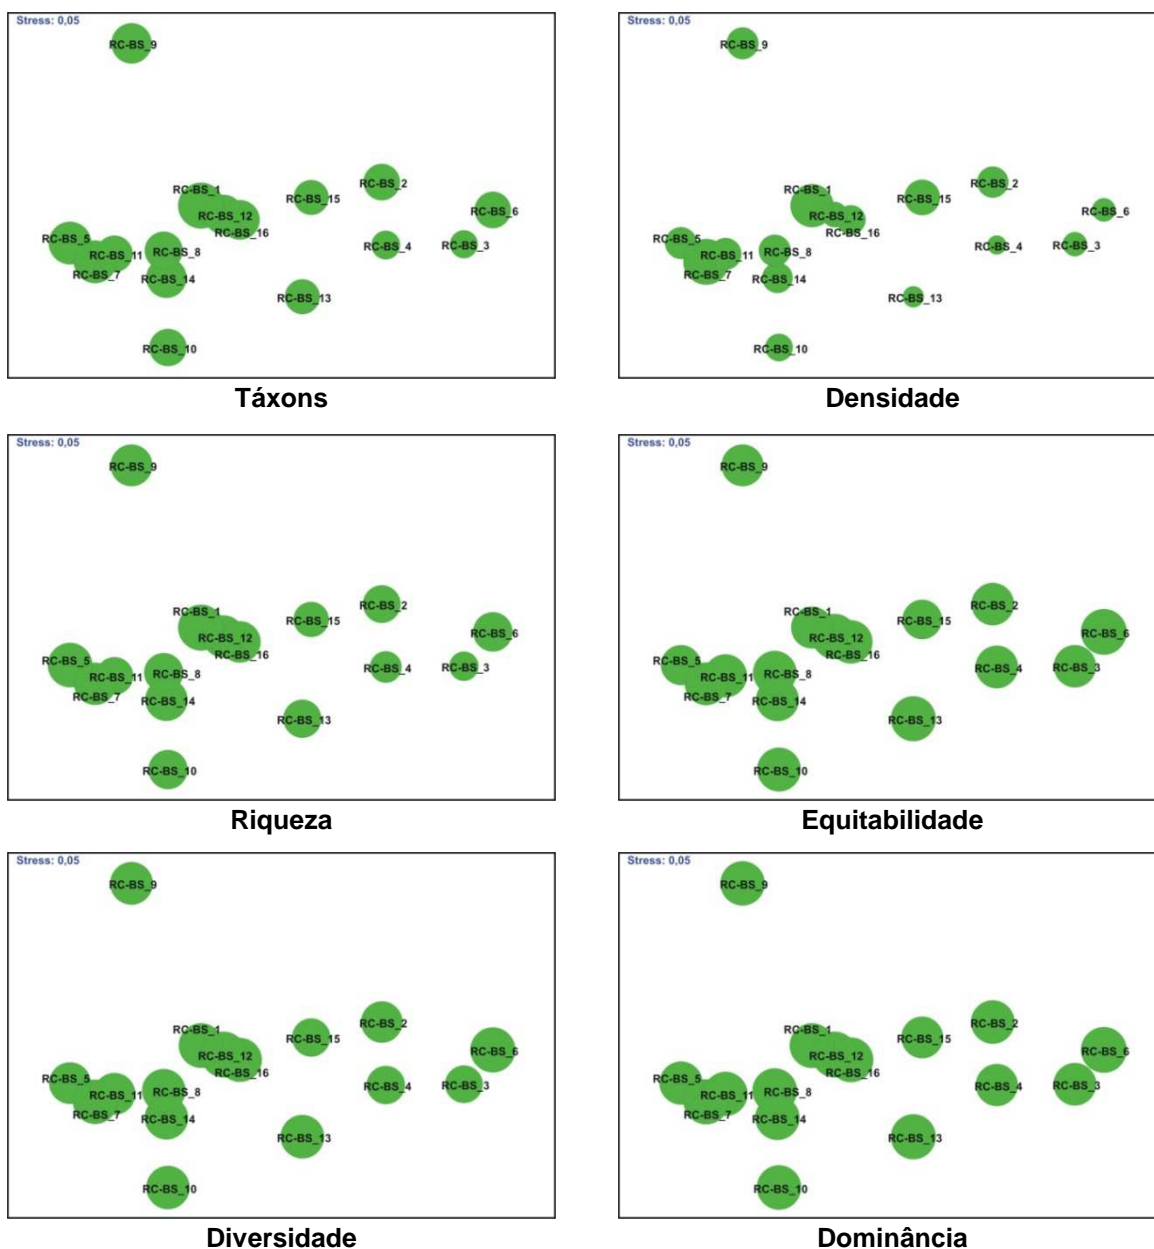 Stress: 0,05
RC-BS_9
RC-BS_2
RC-BS_1
RC-BS_15
RC-BS_6
RC-BS_12
RC-BS_16
RC-BS_5
RC-BS_4
RC-BS_3
RC-BS_8
RC-BS_11
RC-BS_7
RC-BS_14
RC-BS_13
RC-BS_10
Táxons
Stress: 0,05
RC-BS_9
RC-BS_2
RC-BS_1
RC-BS_15
RC-BS_6
RC-BS_12
RC-BS_16
RC-BS_5
RC-BS_4
RC-BS_3
RC-BS_8
RC-BS_11
RC-BS_7
RC-BS_14
RC-BS_13
RC-BS_10
Densidade
Stress: 0,05
RC-BS_9
RC-BS_2
RC-BS_1
RC-BS_15
RC-BS_6
RC-BS_12
RC-BS_16
RC-BS_5
RC-BS_4
RC-BS_3
RC-BS_8
RC-BS_11
RC-BS_7
RC-BS_14
RC-BS_13
RC-BS_10
Riqueza
Stress: 0,05
RC-BS_9
RC-BS_2
RC-BS_1
RC-BS_15
RC-BS_6
RC-BS_12
RC-BS_16
RC-BS_5
RC-BS_4
RC-BS_3
RC-BS_8
RC-BS_11
RC-BS_7
RC-BS_14
RC-BS_13
RC-BS_10
Equitabilidade
Stress: 0,05
RC-BS_9
RC-BS_2
RC-BS_1
RC-BS_15
RC-BS_6
RC-BS_12
RC-BS_16
RC-BS_5
RC-BS_4
RC-BS_3
RC-BS_8
RC-BS_11
RC-BS_7
RC-BS_14
RC-BS_13
RC-BS_10
Diversidade
Stress: 0,05
RC-BS_9
RC-BS_2
RC-BS_1
RC-BS_15
RC-BS_6
RC-BS_12
RC-BS_16
RC-BS_5
RC-BS_4
RC-BS_3
RC-BS_8
RC-BS_11
RC-BS_7
RC-BS_14
RC-BS_13
RC-BS_10
Dominância